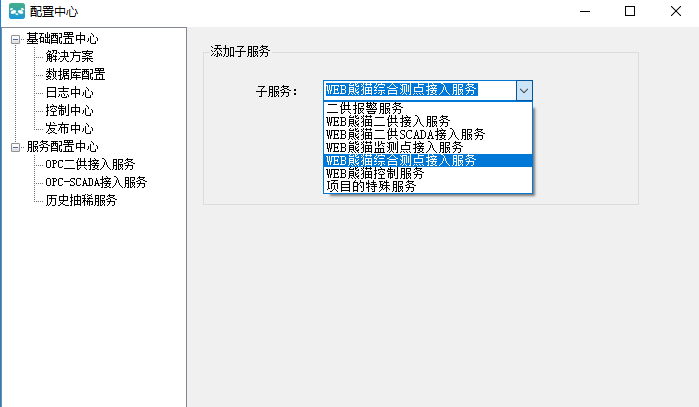 配置中心
基础配置中心
解决方案
数据库配置
日志中心
控制中心
发布中心
服务配置中心
OPC二供接入服务
OPC-SCADA接入服务
历史抽稀服务
添加子服务
子服务：
WEB熊猫综合测点接入服务
二供报警服务
WEB熊猫二供接入服务
WEB熊猫二供SCADA接入服务
WEB熊猫监测点接入服务
WEB熊猫综合测点接入服务
WEB熊猫控制服务
项目的特殊服务